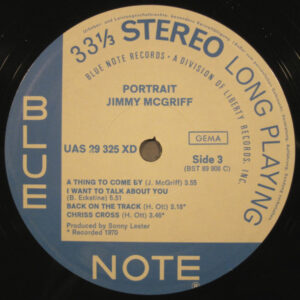 33⅓ STEREO LONG PLAYING
BLUE NOTE RECORDS • A DIVISION OF LIBERTY RECORDS, INC.
PORTRAIT
JIMMY MCGRIFF
UAS 29 325 XD
GEMA
Side 3
(BST 89 906 C)
A THING TO COME BY (J. McGriff) 3.55
I WANT TO TALK ABOUT YOU
(B. Eckstine) 5.51
BACK ON THE TRACK (H. Ott) 3.18*
CHRISS CROSS (H. Ott) 3.46*
Produced by Sonny Lester
* Recorded 1970
BLUE
NOTE